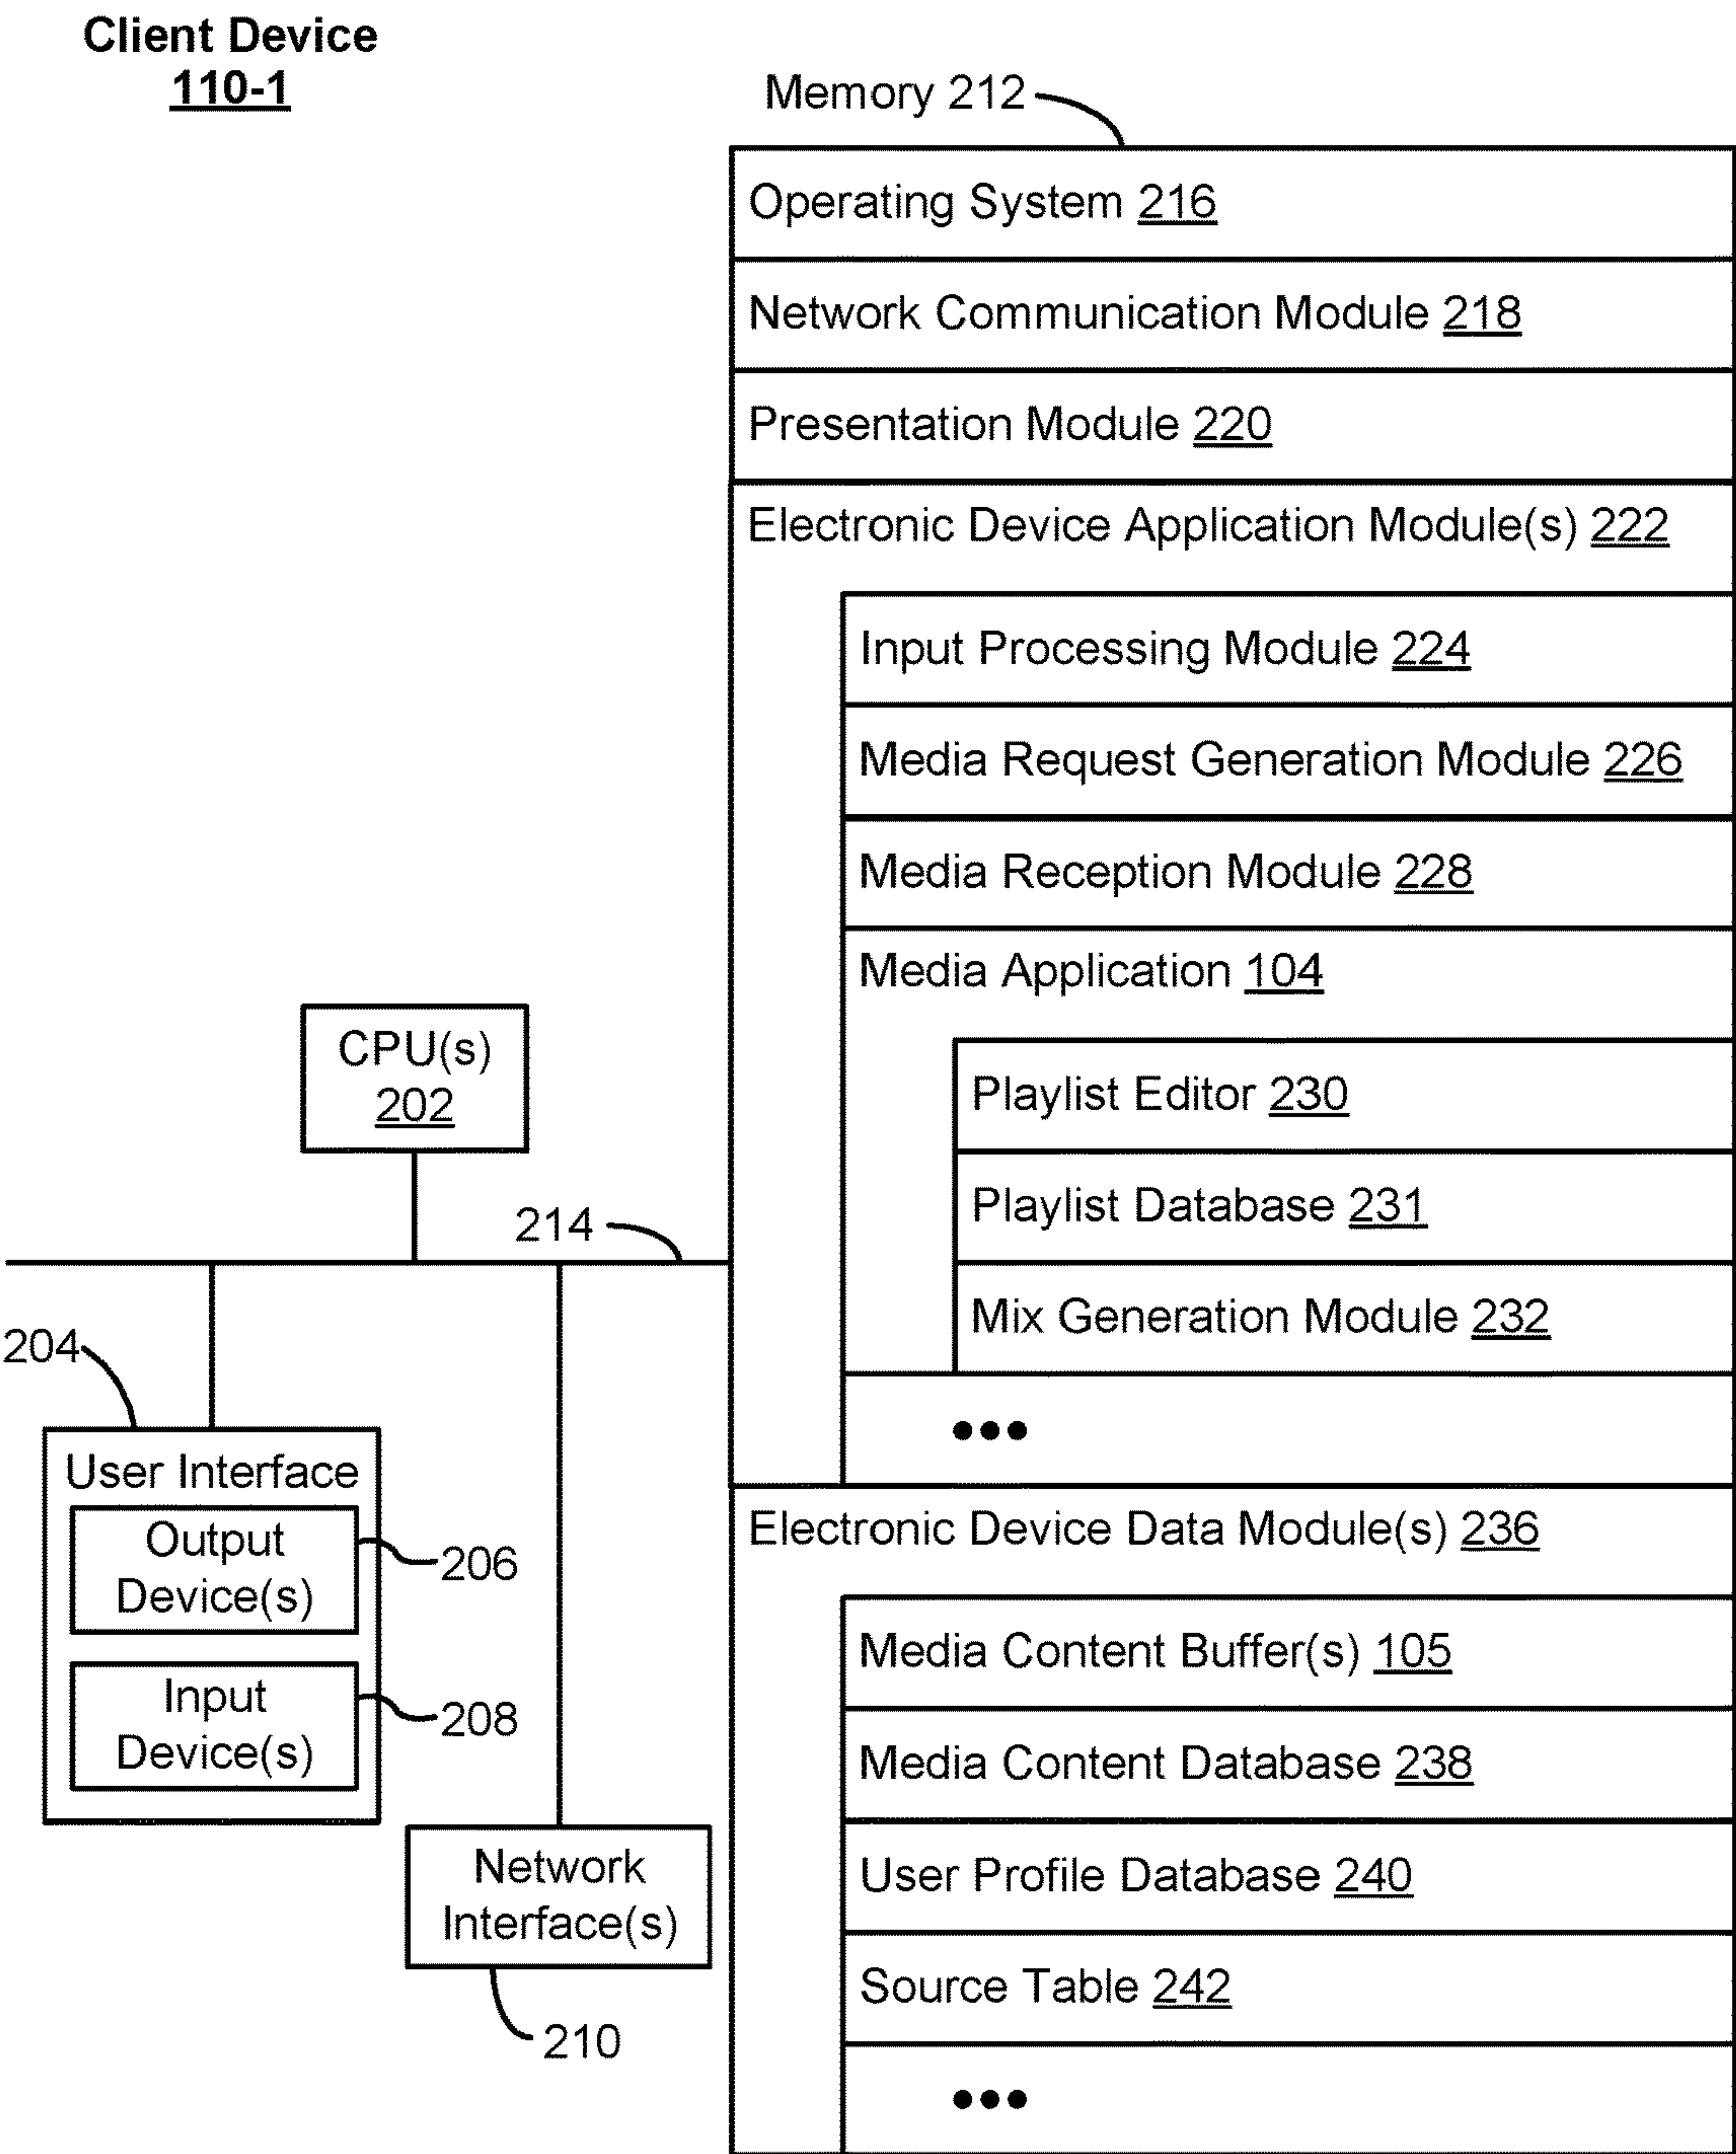 Client Device
110-1
Memory 212
Operating System 216
Network Communication Module 218
Presentation Module 220
Electronic Device Application Module(s) 222
Input Processing Module 224
Media Request Generation Module 226
Media Reception Module 228
Media Application 104
Playlist Editor 230
Playlist Database 231
Mix Generation Module 232
•••
Electronic Device Data Module(s) 236
Media Content Buffer(s) 105
Media Content Database 238
User Profile Database 240
Source Table 242
•••
CPU(s)
202
214
204
User Interface
Output
Device(s)
206
Input
Device(s)
208
Network
Interface(s)
210